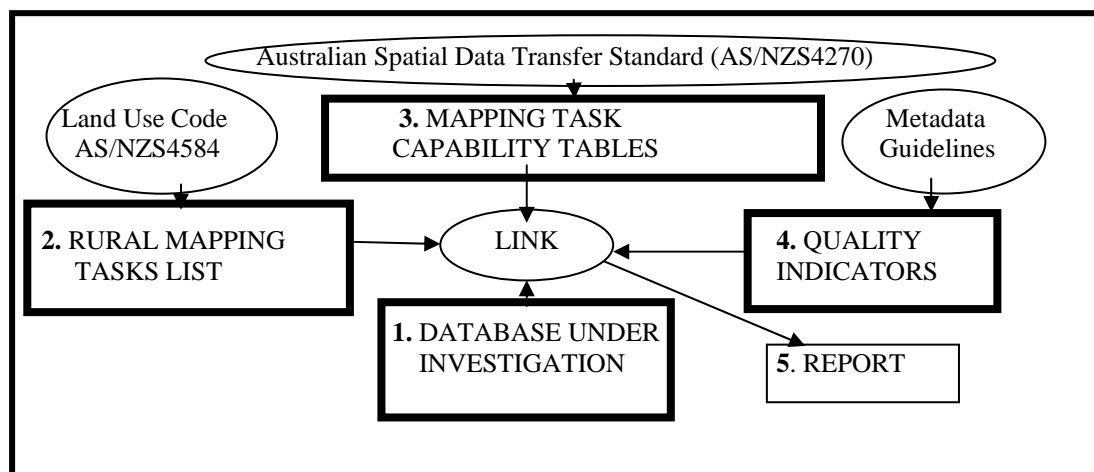 Australian Spatial Data Transfer Standard (AS/NZS4270)
Land Use Code
AS/NZS4584
3. MAPPING TASK
CAPABILITY TABLES
Metadata
Guidelines
2. RURAL MAPPING
TASKS LIST
LINK
4. QUALITY
INDICATORS
1. DATABASE UNDER
INVESTIGATION
5. REPORT